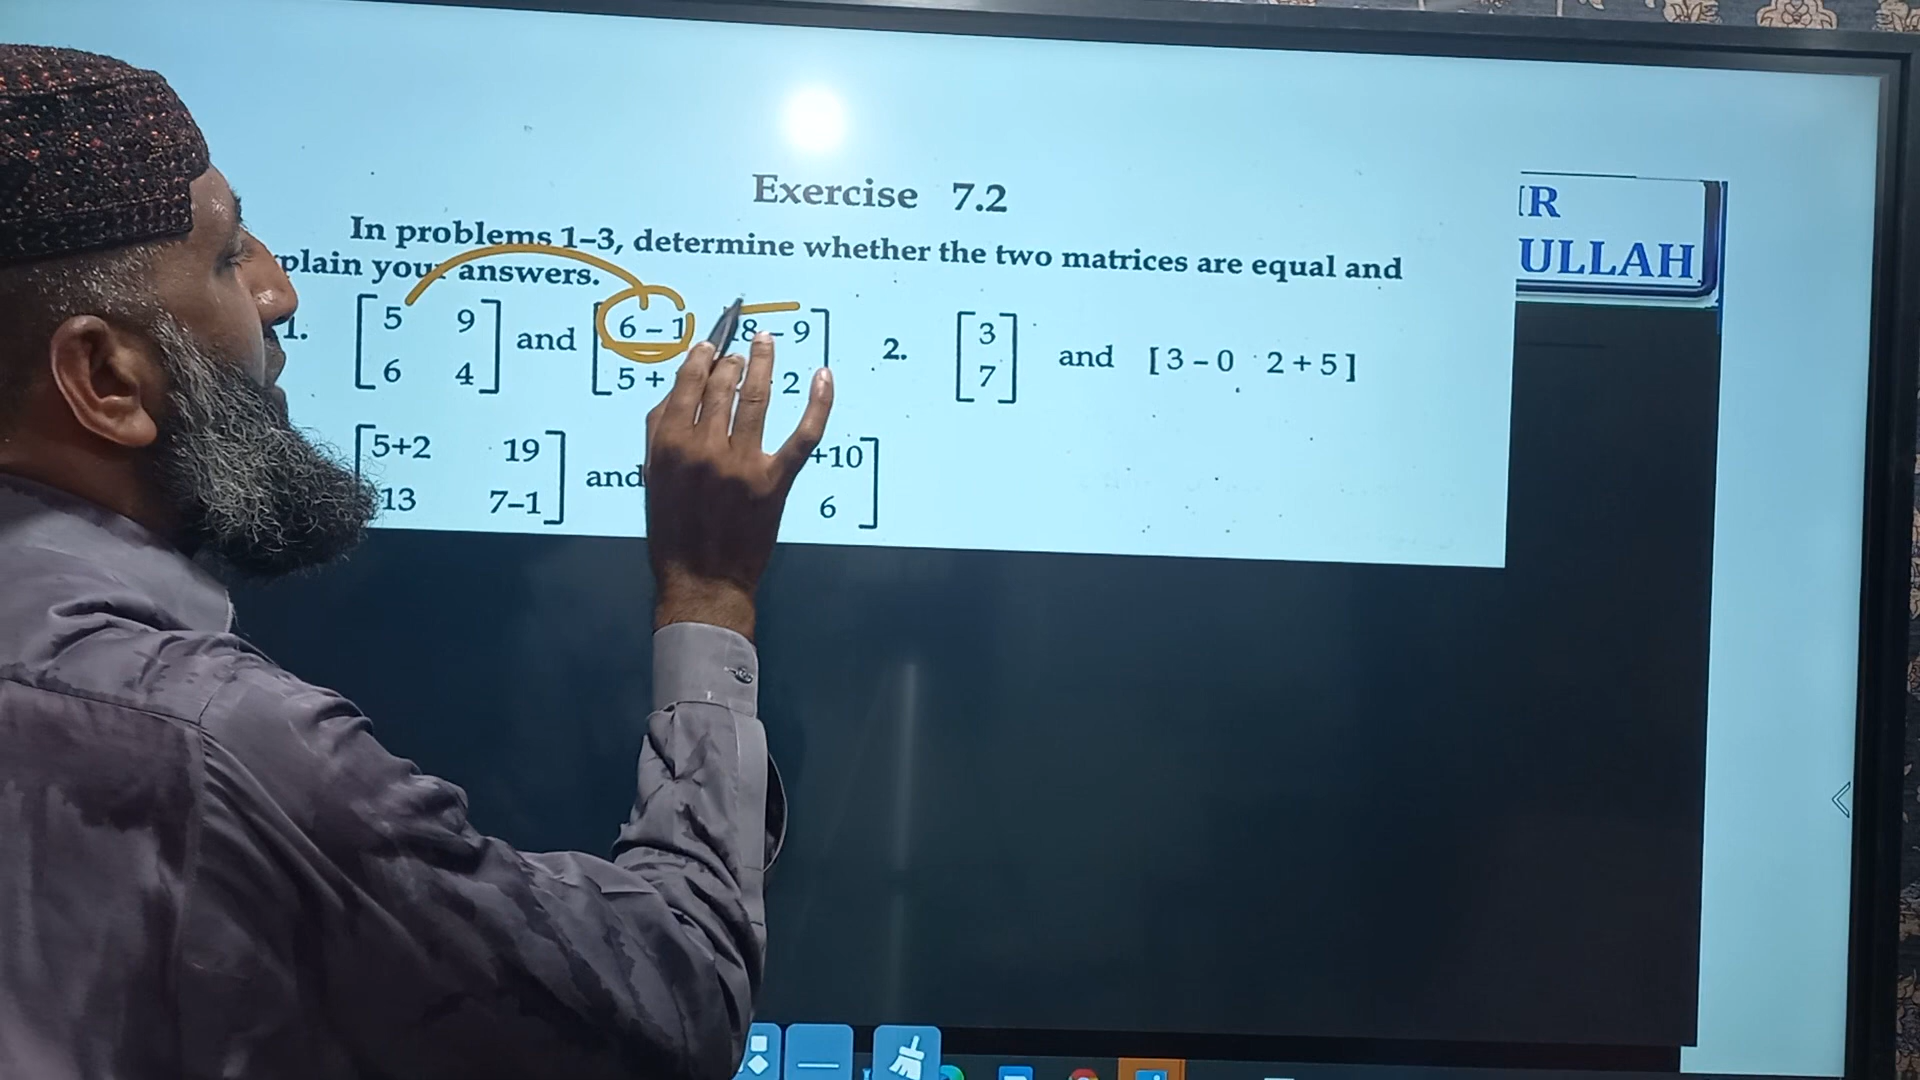 Exercise 7.2
In problems 1–3, determine whether the two matrices are equal and
plain your answers.
1. [5 9 and [6 – 1 18 – 9] 2. [3 and [3 – 0 2 + 5]
6 4] 5 + 2] 7]
[5+2 19 and +10]
13 7–1] 6]
IR
ULLAH